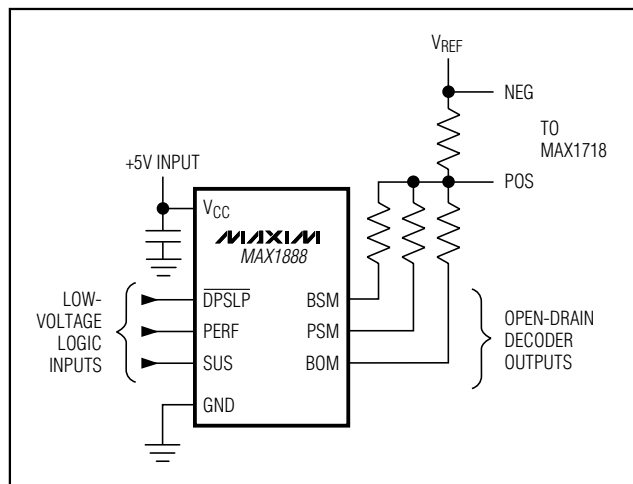 VREF
NEG
TO
MAX1718
+5V INPUT
POS
VCC
MAXIM
MAX1888
LOW-
VOLTAGE
LOGIC
INPUTS
DPSLP
PERF
SUS
GND
BSM
PSM
BOM
OPEN-DRAIN
DECODER
OUTPUTS